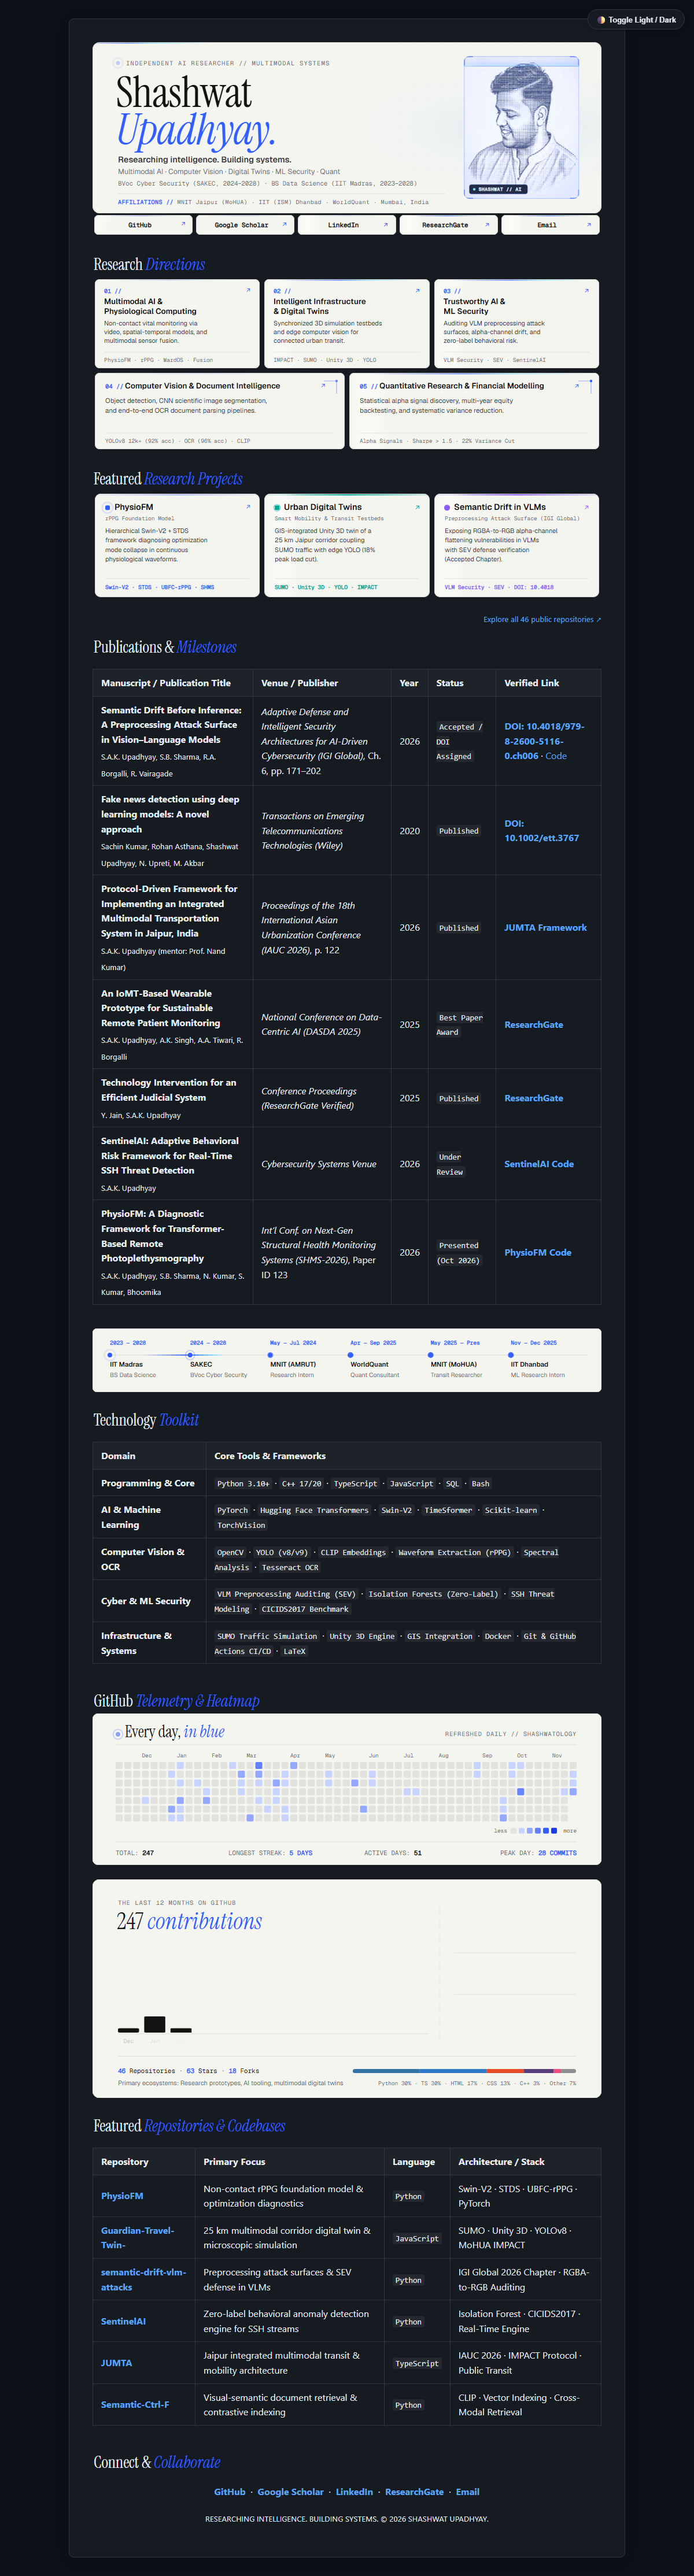 Toggle Light / Dark
INDEPENDENT AI RESEARCHER // MULTIMODAL SYSTEMS
Shashwat
Upadhyay.
Researching intelligence. Building systems.
Multimodal AI · Computer Vision · Digital Twins · ML Security · Quant
BVoc Cyber Security (SAKEC, 2024–2028) · BS Data Science (IIT Madras, 2023–2028)
AFFILIATIONS // MNIT Jaipur (MoHUA) · IIT (ISM) Dhanbad · WorldQuant · Mumbai, India
SHASHWAT // AI
GitHub ↗
Google Scholar ↗
LinkedIn ↗
ResearchGate ↗
Email ↗
Research Directions
01 // ↗
Multimodal AI &
Physiological Computing
Non-contact vital monitoring via
video, spatial-temporal models, and
multimodal sensor fusion.
PhysioFM · rPPG · WardOS · Fusion
02 // ↗
Intelligent Infrastructure
& Digital Twins
Synchronized 3D simulation testbeds
and edge computer vision for
connected urban transit.
IMPACT · SUMO · Unity 3D · YOLO
03 // ↗
Trustworthy AI &
ML Security
Auditing VLM preprocessing attack
surfaces, alpha-channel drift, and
zero-label behavioral risk.
VLM Security · SEV · SentinelAI
04 // Computer Vision & Document Intelligence ↗
Object detection, CNN scientific image segmentation,
and end-to-end OCR document parsing pipelines.
YOLOv8 12k+ (92% acc) · OCR (96% acc) · CLIP
05 // Quantitative Research & Financial Modelling ↗
Statistical alpha signal discovery, multi-year equity
backtesting, and systematic variance reduction.
Alpha Signals · Sharpe > 1.5 · 22% Variance Cut
Featured Research Projects
PhysioFM ↗
rPPG Foundation Model
Hierarchical Swin-V2 + STDS
framework diagnosing optimization
mode collapse in continuous
physiological waveforms.
Swin-V2 · STDS · UBFC-rPPG · SHMS
Urban Digital Twins ↗
Smart Mobility & Transit Testbeds
GIS-integrated Unity 3D twin of a
25 km Jaipur corridor coupling
SUMO traffic with edge YOLO (18%
peak load cut).
SUMO · Unity 3D · YOLO · IMPACT
Semantic Drift in VLMs ↗
Preprocessing Attack Surface (IGI Global)
Exposing RGBA-to-RGB alpha-channel
flattening vulnerabilities in VLMs
with SEV defense verification
(Accepted Chapter).
VLM Security · SEV · DOI: 10.4018
Explore all 46 public repositories ↗
Publications & Milestones
Manuscript / Publication Title Venue / Publisher Year Status Verified Link
Semantic Drift Before Inference:
A Preprocessing Attack Surface
in Vision–Language Models
S.A.K. Upadhyay, S.B. Sharma, R.A.
Borgalli, R. Vairagade
Adaptive Defense and
Intelligent Security
Architectures for AI-Driven
Cybersecurity (IGI Global), Ch.
6, pp. 171–202
2026
Accepted /
DOI
Assigned
DOI: 10.4018/979-
8-2600-5116-
0.ch006 · Code
Fake news detection using deep
learning models: A novel
approach
Sachin Kumar, Rohan Asthana, Shashwat
Upadhyay, N. Upreti, M. Akbar
Transactions on Emerging
Telecommunications
Technologies (Wiley)
2020
Published
DOI:
10.1002/ett.3767
Protocol-Driven Framework for
Implementing an Integrated
Multimodal Transportation
System in Jaipur, India
S.A.K. Upadhyay (mentor: Prof. Nand
Kumar)
Proceedings of the 18th
International Asian
Urbanization Conference
(IAUC 2026), p. 122
2026
Published
JUMTA Framework
An IoMT-Based Wearable
Prototype for Sustainable
Remote Patient Monitoring
S.A.K. Upadhyay, A.K. Singh, A.A. Tiwari, R.
Borgalli
National Conference on Data-
Centric AI (DASDA 2025)
2025
Best Paper
Award
ResearchGate
Technology Intervention for an
Efficient Judicial System
Y. Jain, S.A.K. Upadhyay
Conference Proceedings
(ResearchGate Verified)
2025
Published
ResearchGate
SentinelAI: Adaptive Behavioral
Risk Framework for Real-Time
SSH Threat Detection
S.A.K. Upadhyay
Cybersecurity Systems Venue
2026
Under
Review
SentinelAI Code
PhysioFM: A Diagnostic
Framework for Transformer-
Based Remote
Photoplethysmography
S.A.K. Upadhyay, S.B. Sharma, N. Kumar, S.
Kumar, Bhoomika
Int'l Conf. on Next-Gen
Structural Health Monitoring
Systems (SHMS-2026), Paper
ID 123
2026
Presented
(Oct 2026)
PhysioFM Code
2023 – 2028
IIT Madras
BS Data Science
2024 – 2028
SAKEC
BVoc Cyber Security
May – Jul 2024
MNIT (AMRUT)
Research Intern
Apr – Sep 2025
WorldQuant
Quant Consultant
May 2025 – Pres
MNIT (MoHUA)
Transit Researcher
Nov – Dec 2025
IIT Dhanbad
ML Research Intern
Technology Toolkit
Domain Core Tools & Frameworks
Programming & Core
Python 3.10+ · C++ 17/20 · TypeScript · JavaScript · SQL · Bash
AI & Machine
Learning
PyTorch · Hugging Face Transformers · Swin-V2 · TimeSformer · Scikit-learn ·
TorchVision
Computer Vision &
OCR
OpenCV · YOLO (v8/v9) · CLIP Embeddings · Waveform Extraction (rPPG) · Spectral
Analysis · Tesseract OCR
Cyber & ML Security
VLM Preprocessing Auditing (SEV) · Isolation Forests (Zero-Label) · SSH Threat
Modeling · CICIDS2017 Benchmark
Infrastructure &
Systems
SUMO Traffic Simulation · Unity 3D Engine · GIS Integration · Docker · Git & GitHub
Actions CI/CD · LaTeX
GitHub Telemetry & Heatmap
Every day, in blue
REFRESHED DAILY // SHASHWATOLOGY
Dec Jan Feb Mar Apr May Jun Jul Aug Sep Oct Nov
less more
TOTAL: 247 LONGEST STREAK: 5 DAYS ACTIVE DAYS: 51 PEAK DAY: 28 COMMITS
THE LAST 12 MONTHS ON GITHUB
247 contributions
Dec Jan
46 Repositories · 63 Stars · 18 Forks
Primary ecosystems: Research prototypes, AI tooling, multimodal digital twins
Python 30% · TS 30% · HTML 17% · CSS 13% · C++ 3% · Other 7%
Featured Repositories & Codebases
Repository Primary Focus Language Architecture / Stack
PhysioFM
Non-contact rPPG foundation model &
optimization diagnostics
Python
Swin-V2 · STDS · UBFC-rPPG ·
PyTorch
Guardian-Travel-
Twin-
25 km multimodal corridor digital twin &
microscopic simulation
JavaScript
SUMO · Unity 3D · YOLOv8 ·
MoHUA IMPACT
semantic-drift-vlm-
attacks
Preprocessing attack surfaces & SEV
defense in VLMs
Python
IGI Global 2026 Chapter · RGBA-
to-RGB Auditing
SentinelAI
Zero-label behavioral anomaly detection
engine for SSH streams
Python
Isolation Forest · CICIDS2017 ·
Real-Time Engine
JUMTA
Jaipur integrated multimodal transit &
mobility architecture
TypeScript
IAUC 2026 · IMPACT Protocol ·
Public Transit
Semantic-Ctrl-F
Visual-semantic document retrieval &
contrastive indexing
Python
CLIP · Vector Indexing · Cross-
Modal Retrieval
Connect & Collaborate
GitHub · Google Scholar · LinkedIn · ResearchGate · Email
RESEARCHING INTELLIGENCE. BUILDING SYSTEMS. © 2026 SHASHWAT UPADHYAY.